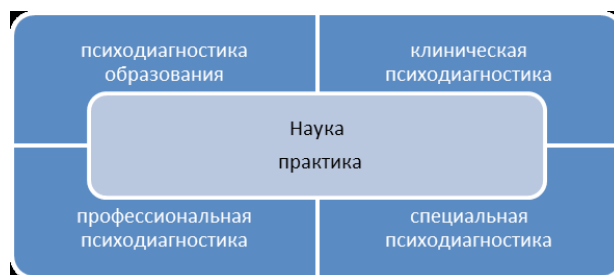 психодиагностика
образования
клиническая
психодиагностика
Наука
практика
профессиональная
психодиагностика
специальная
психодиагностика